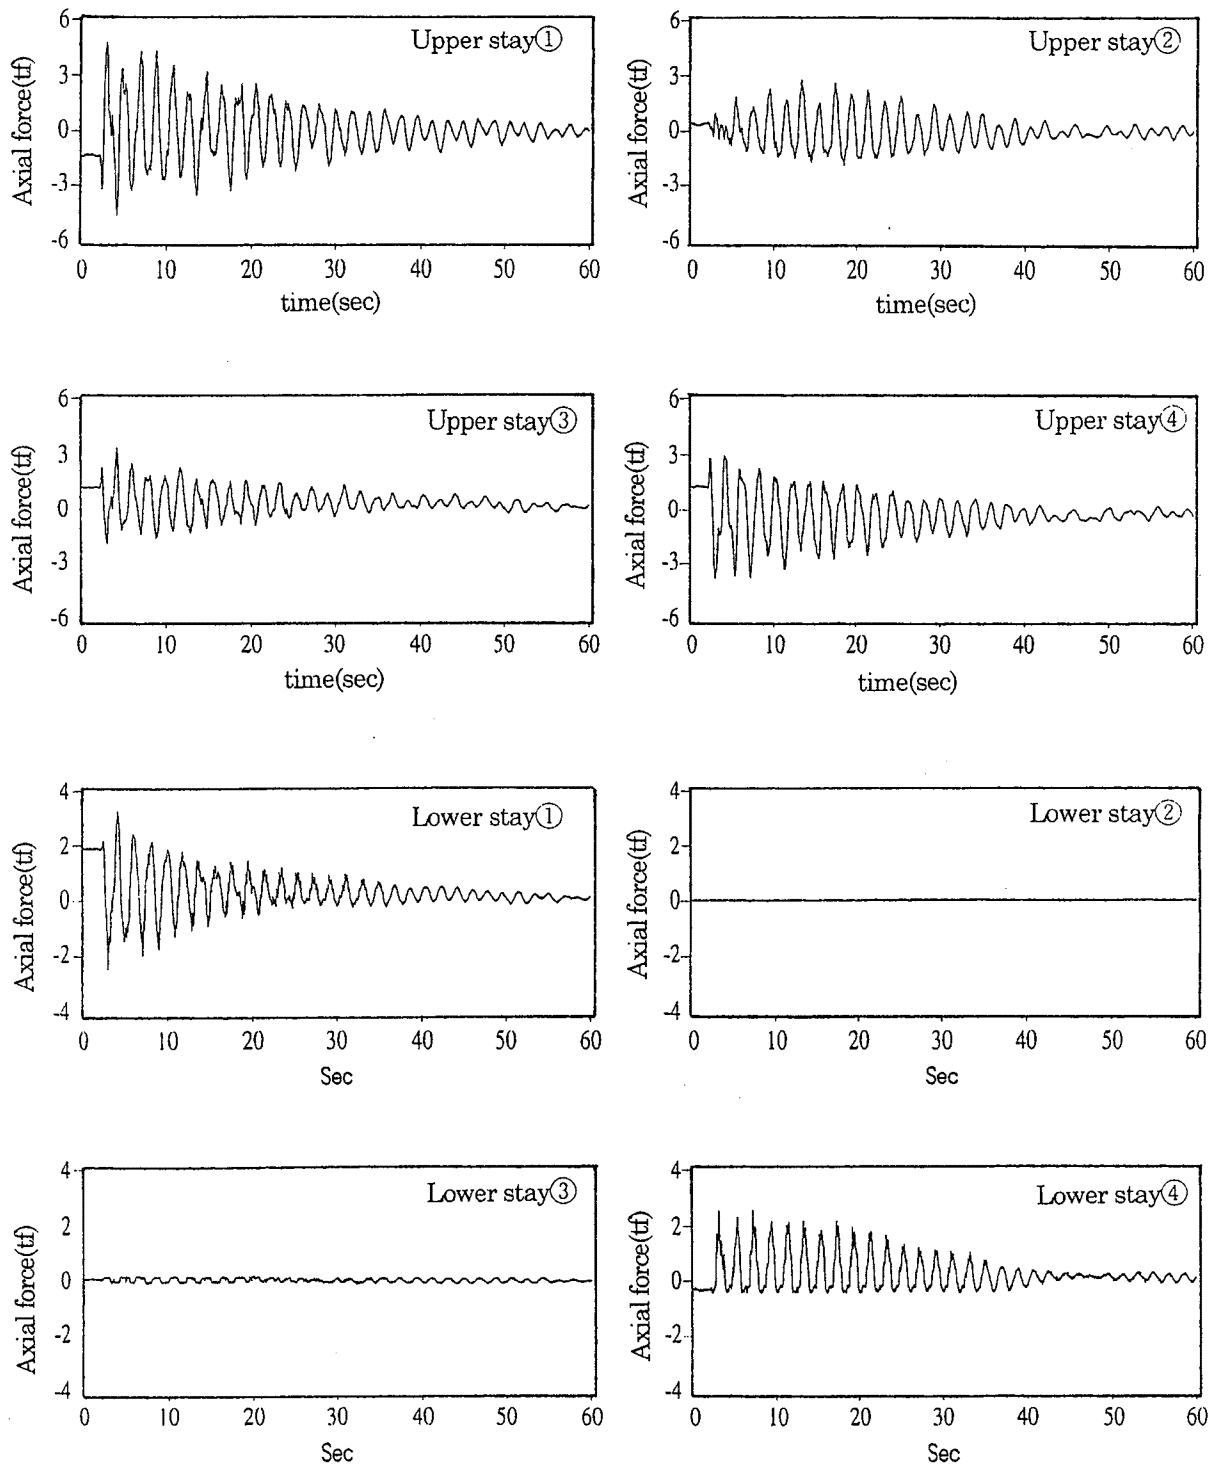 Upper stay①
Axial force(tf)
6
3
0
-3
-6
0 10 20 30 40 50 60
time(sec)
Upper stay②
Axial force(tf)
6
3
0
-3
-6
0 10 20 30 40 50 60
time(sec)
Upper stay③
Axial force(tf)
6
3
0
-3
-6
0 10 20 30 40 50 60
time(sec)
Upper stay④
Axial force(tf)
6
3
0
-3
-6
0 10 20 30 40 50 60
time(sec)
Lower stay①
Axial force(tf)
4
2
0
-2
-4
0 10 20 30 40 50 60
Sec
Lower stay②
Axial force(tf)
4
2
0
-2
-4
0 10 20 30 40 50 60
Sec
Lower stay③
Axial force(tf)
4
2
0
-2
-4
0 10 20 30 40 50 60
Sec
Lower stay④
Axial force(tf)
4
2
0
-2
-4
0 10 20 30 40 50 60
Sec